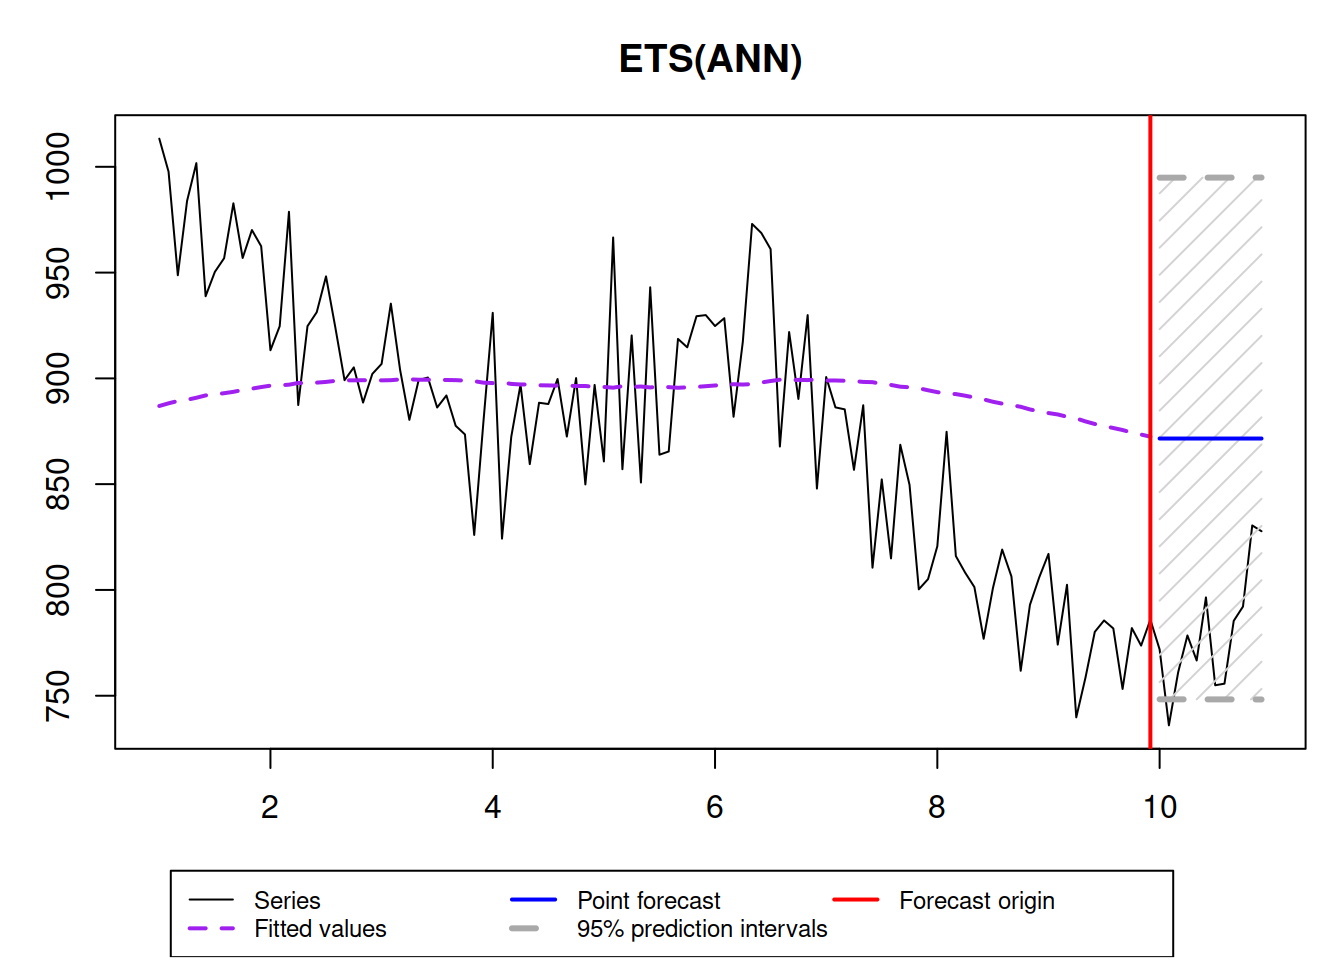 ETS(ANN)
1000
950
900
850
800
750
2 4 6 8 10
Series Point forecast Forecast origin
Fitted values 95% prediction intervals